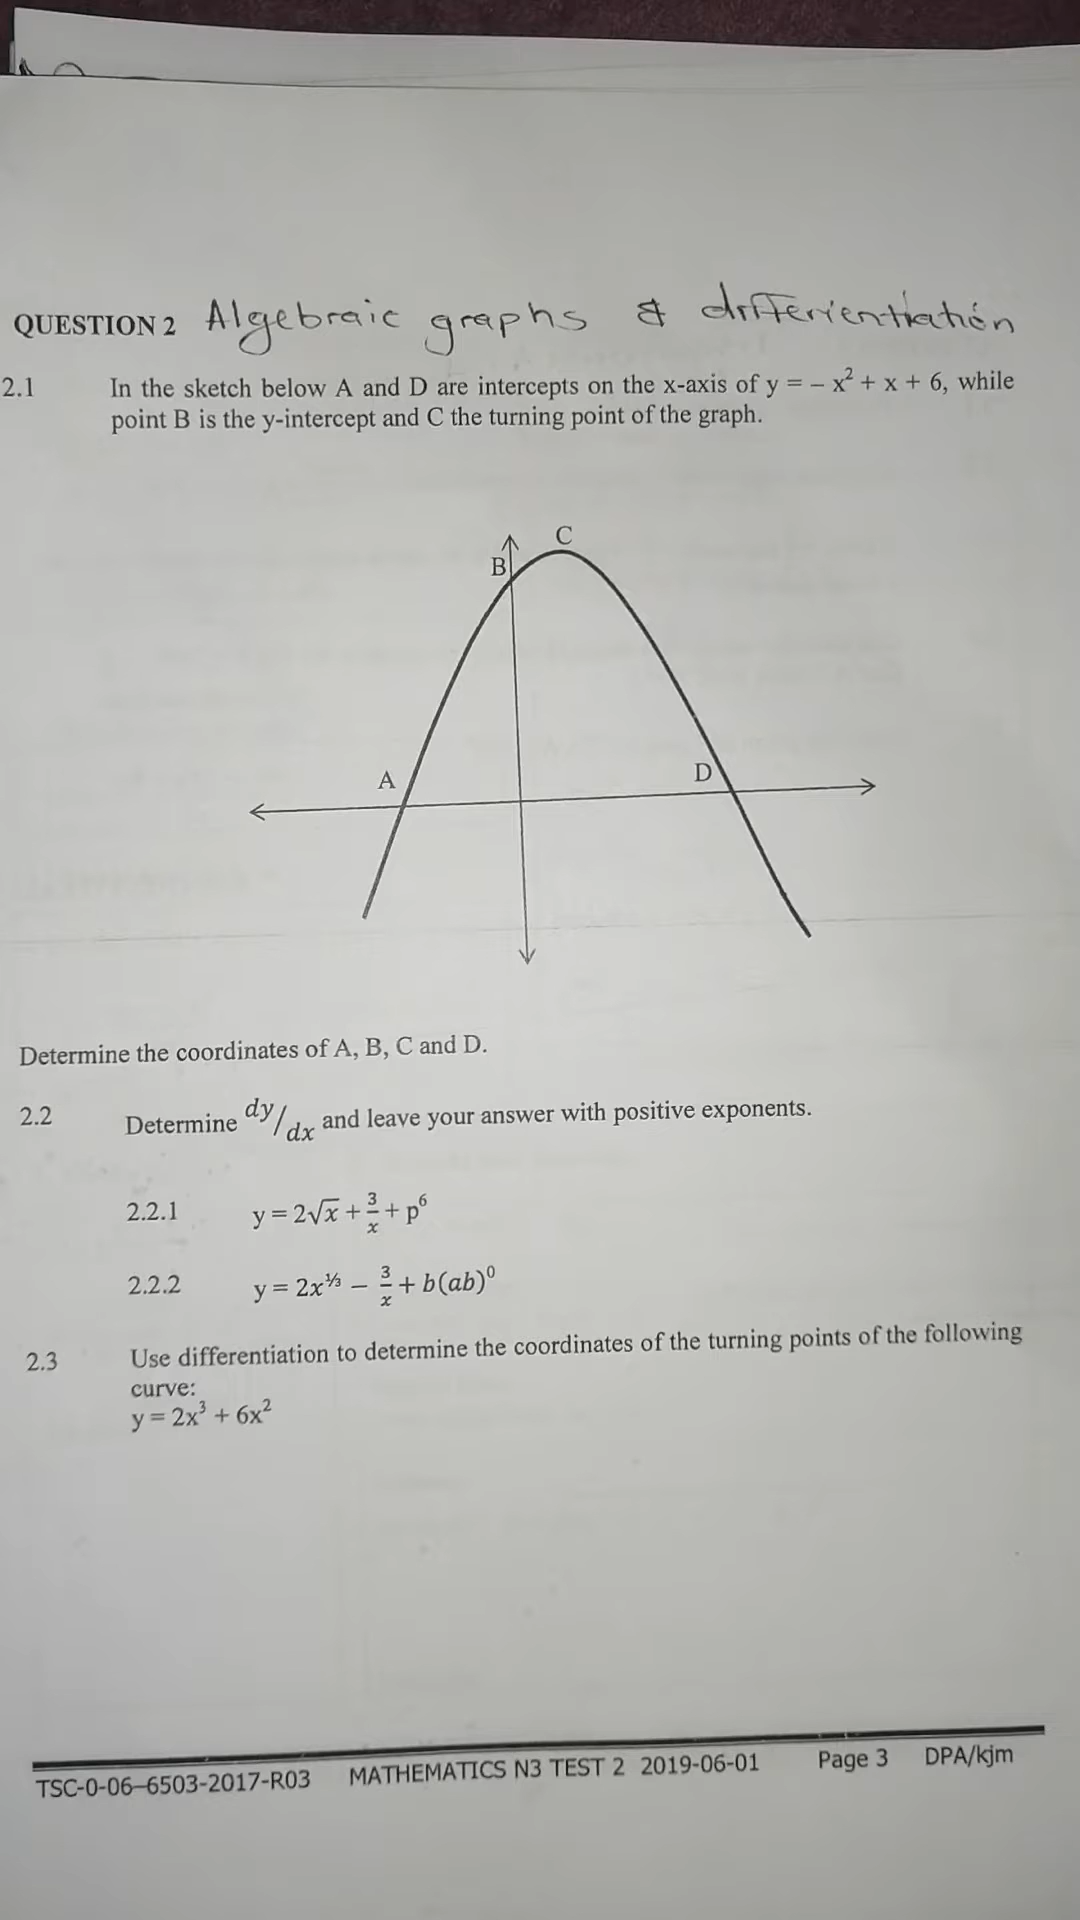 QUESTION 2 Algebraic graphs & drifferientiation
2.1 In the sketch below A and D are intercepts on the x-axis of y = – x² + x + 6, while
point B is the y-intercept and C the turning point of the graph.
C
B
A
D
Determine the coordinates of A, B, C and D.
2.2 Determine dy/dx and leave your answer with positive exponents.
2.2.1 y = 2√x + 3/x + p⁶
2.2.2 y = 2x^⅓ – 3/x + b(ab)⁰
2.3 Use differentiation to determine the coordinates of the turning points of the following
curve:
y = 2x³ + 6x²
TSC-0-06–6503-2017-R03 MATHEMATICS N3 TEST 2 2019-06-01 Page 3 DPA/kjm